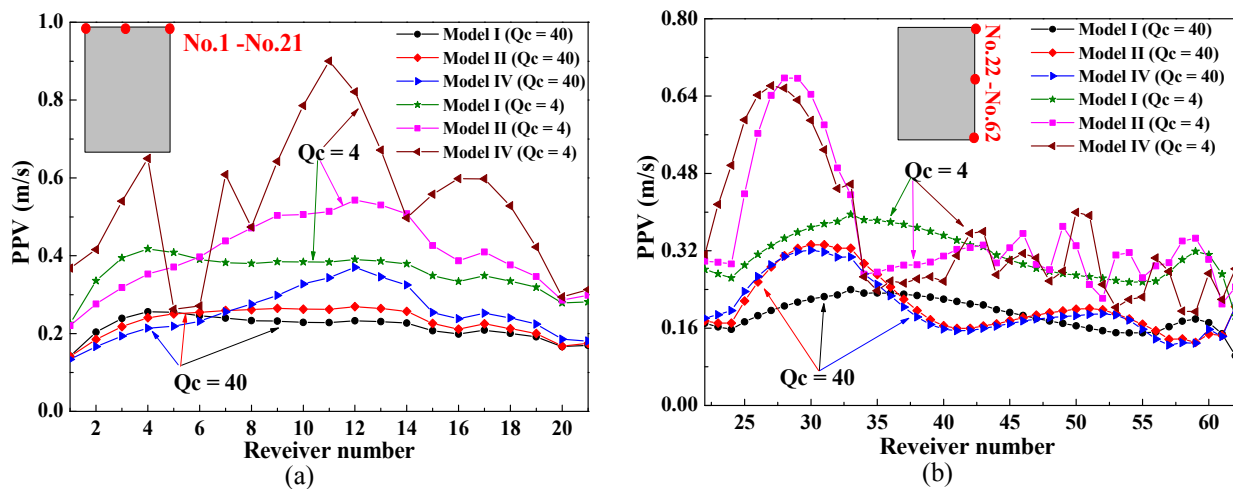 1.0
0.8
0.6
0.4
0.2
0.0
PPV (m/s)
No.1 -No.21
Model I (Qc = 40)
Model II (Qc = 40)
Model IV (Qc = 40)
Model I (Qc = 4)
Model II (Qc = 4)
Model IV (Qc = 4)
Qc = 4
Qc = 40
2 4 6 8 10 12 14 16 18 20
Reveiver number
(a)
0.80
0.64
0.48
0.32
0.16
0.00
PPV (m/s)
No.22 -No.62
Model I (Qc = 40)
Model II (Qc = 40)
Model IV (Qc = 40)
Model I (Qc = 4)
Model II (Qc = 4)
Model IV (Qc = 4)
Qc = 4
Qc = 40
25 30 35 40 45 50 55 60
Reveiver number
(b)